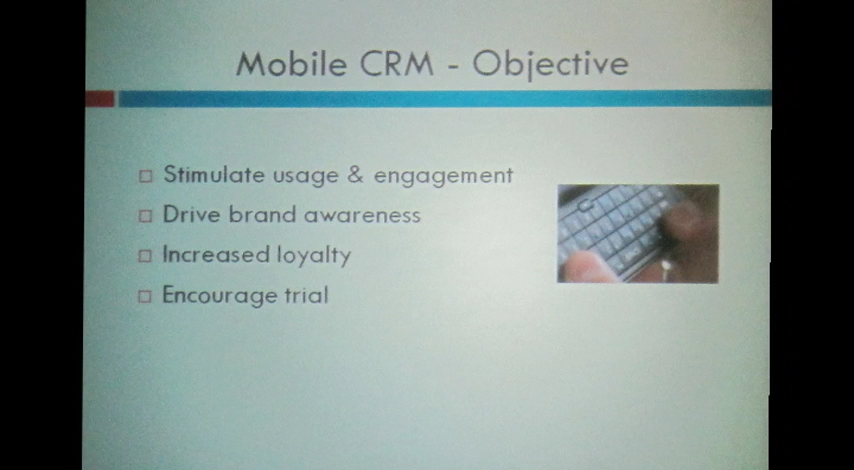 Mobile CRM - Objective
Stimulate usage & engagement
Drive brand awareness
Increased loyalty
Encourage trial